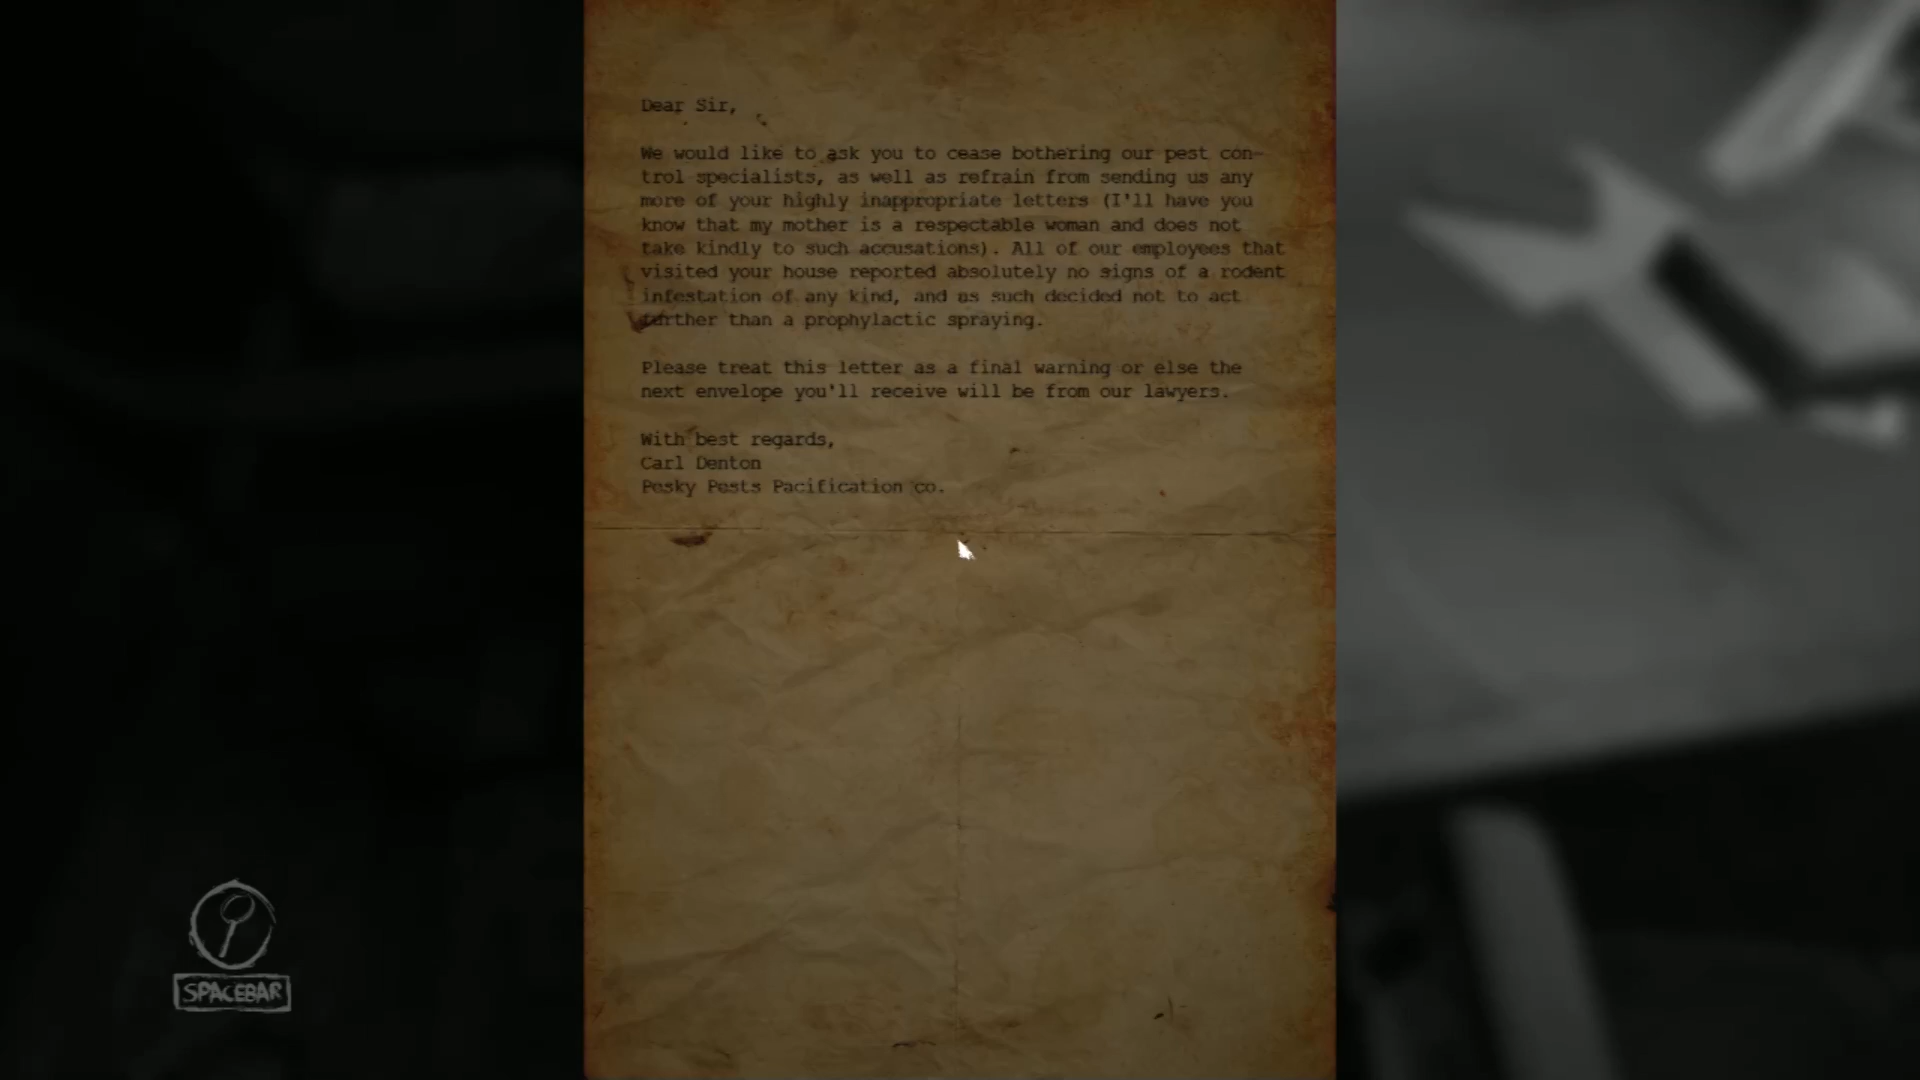 Dear Sir,
We would like to ask you to cease bothering our pest con-
trol specialists, as well as refrain from sending us any
more of your highly inappropriate letters (I'll have you
know that my mother is a respectable woman and does not
take kindly to such accusations). All of our employees that
visited your house reported absolutely no signs of a rodent
infestation of any kind, and as such decided not to act
further than a prophylactic spraying.
Please treat this letter as a final warning or else the
next envelope you'll receive will be from our lawyers.
With best regards,
Carl Denton
Pesky Pests Pacification co.
SPACEBAR